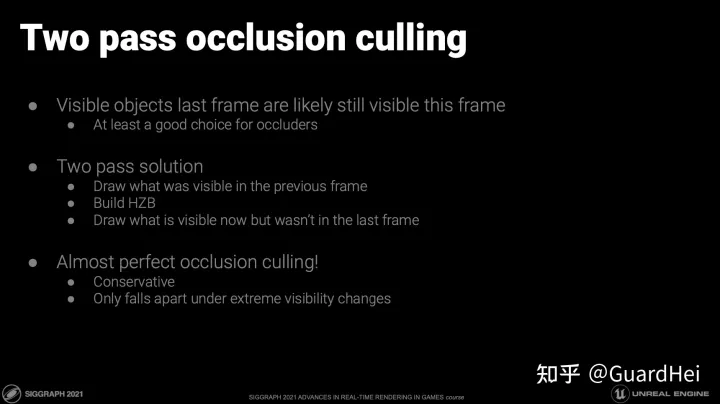 Two pass occlusion culling
● Visible objects last frame are likely still visible this frame
● At least a good choice for occluders
● Two pass solution
● Draw what was visible in the previous frame
● Build HZB
● Draw what is visible now but wasn't in the last frame
● Almost perfect occlusion culling!
● Conservative
● Only falls apart under extreme visibility changes
知乎 @GuardHei
SIGGRAPH 2021
SIGGRAPH 2021 ADVANCES IN REAL-TIME RENDERING IN GAMES course
UNREAL ENGINE